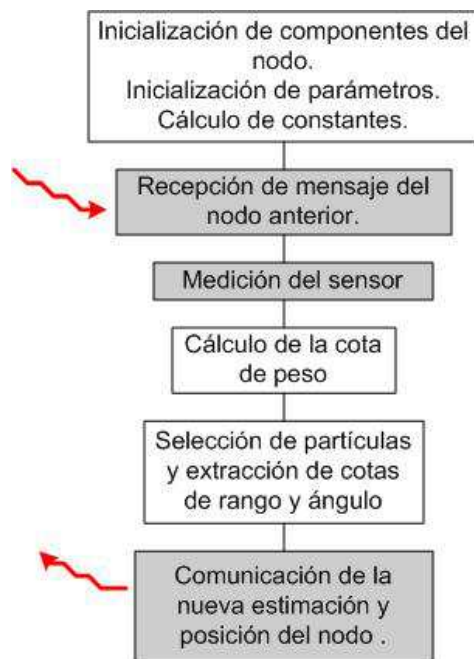 Inicialización de componentes del
nodo.
Inicialización de parámetros.
Cálculo de constantes.
Recepción de mensaje del
nodo anterior.
Medición del sensor
Cálculo de la cota
de peso
Selección de partículas
y extracción de cotas
de rango y ángulo
Comunicación de la
nueva estimación y
posición del nodo .